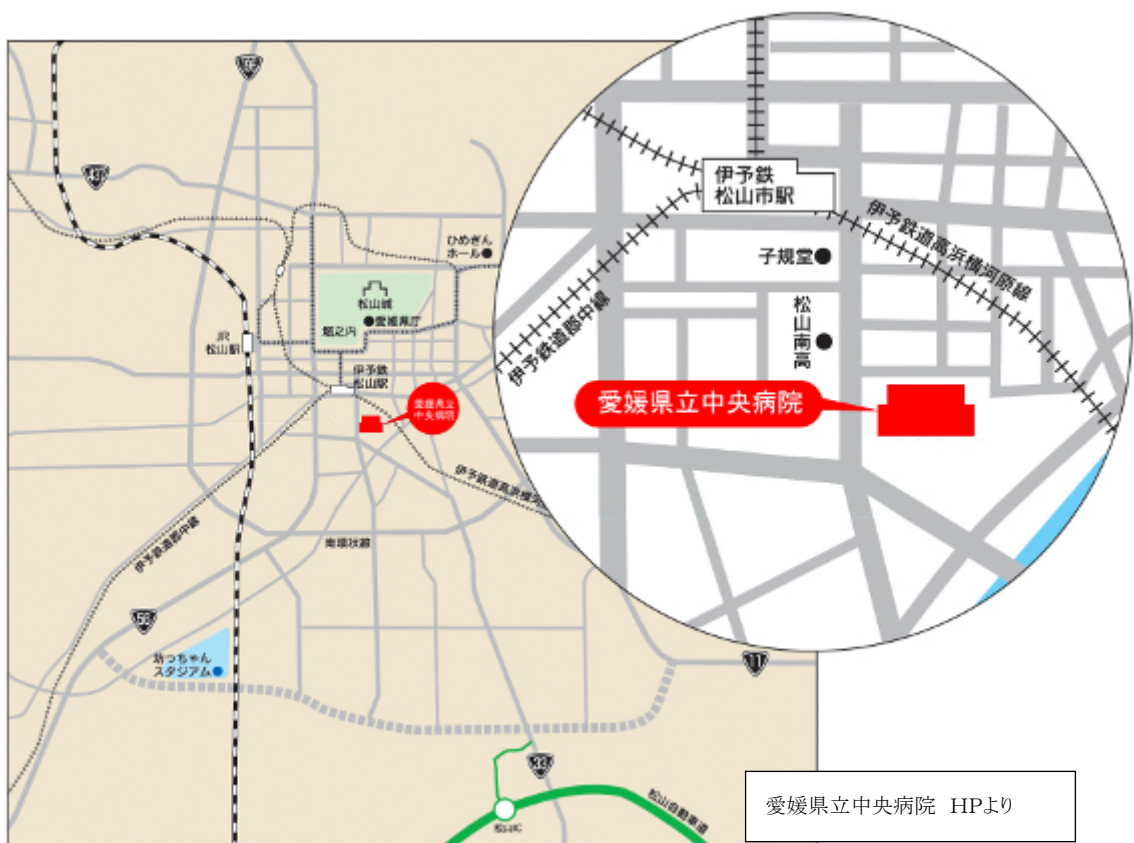 196
437
ひめぎん
ホール
松山城
愛媛県庁
堀之内
JR
松山駅
伊予鉄
松山駅
愛媛県立
中央病院
伊予鉄道高浜横河
伊予鉄道郡中線
南環状線
56
坊っちゃん
スタジアム
11
33
松山IC
松山自動車道
伊予鉄
松山市駅
伊予鉄道高浜横河原線
子規堂
伊予鉄道郡中線
松山南高
愛媛県立中央病院
愛媛県立中央病院 HPより